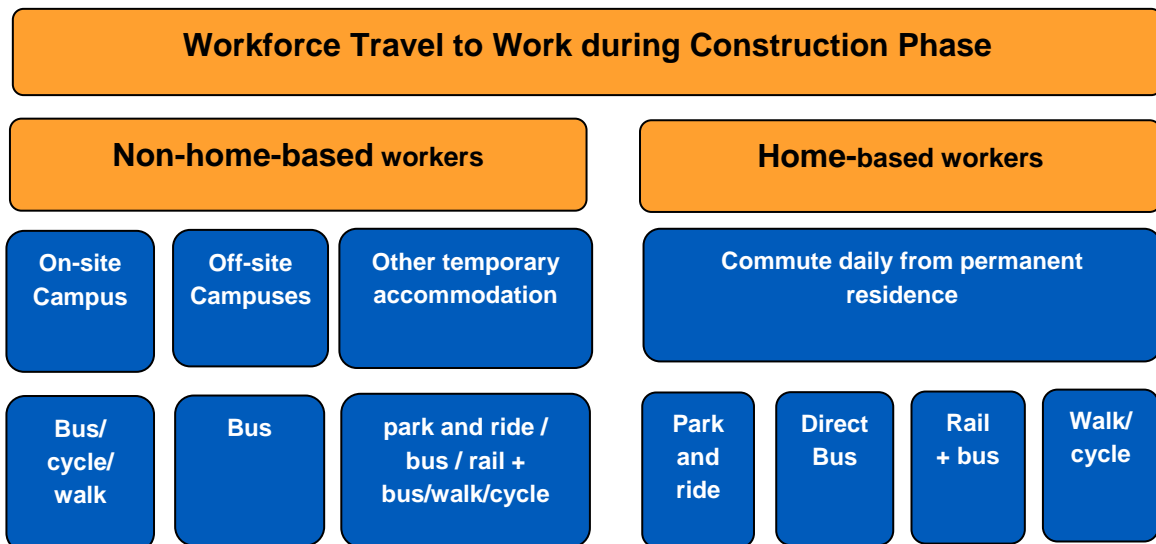 Workforce Travel to Work during Construction Phase
Non-home-based workers
Home-based workers
On-site
Campus
Off-site
Campuses
Other temporary
accommodation
Commute daily from permanent
residence
Bus/
cycle/
walk
Bus
park and ride /
bus / rail +
bus/walk/cycle
Park
and
ride
Direct
Bus
Rail
+ bus
Walk/
cycle